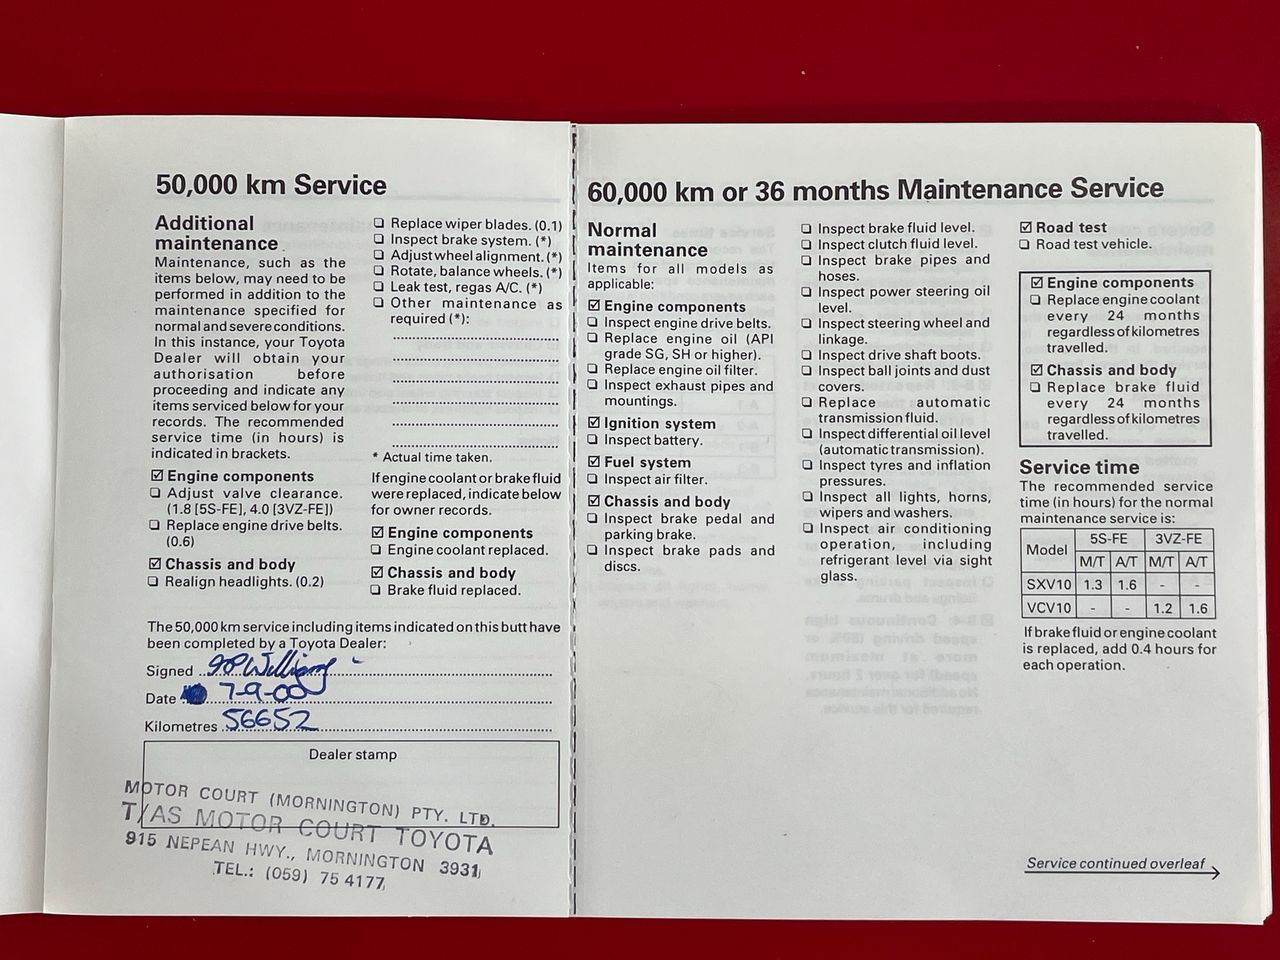 50,000 km Service
Additional
maintenance
Maintenance, such as the
items below, may need to be
performed in addition to the
maintenance specified for
normal and severe conditions.
In this instance, your Toyota
Dealer will obtain your
authorisation before
proceeding and indicate any
items serviced below for your
records. The recommended
service time (in hours) is
indicated in brackets.
☑ Engine components
❏ Adjust valve clearance.
(1.8 [5S-FE], 4.0 [3VZ-FE])
❏ Replace engine drive belts.
(0.6)
☑ Chassis and body
❏ Realign headlights. (0.2)
❏ Replace wiper blades. (0.1)
❏ Inspect brake system. (*)
❏ Adjust wheel alignment. (*)
❏ Rotate, balance wheels. (*)
❏ Leak test, regas A/C. (*)
❏ Other maintenance as
required (*):
* Actual time taken.
If engine coolant or brake fluid
were replaced, indicate below
for owner records.
☑ Engine components
❏ Engine coolant replaced.
☑ Chassis and body
❏ Brake fluid replaced.
The 50,000 km service including items indicated on this butt have
been completed by a Toyota Dealer:
Signed
Date 7-9-00
Kilometres 56652
Dealer stamp
MOTOR COURT (MORNINGTON) PTY. LTD.
T/AS MOTOR COURT TOYOTA
915 NEPEAN HWY., MORNINGTON 3931
TEL.: (059) 75 4177
60,000 km or 36 months Maintenance Service
Normal
maintenance
Items for all models as
applicable:
☑ Engine components
❏ Inspect engine drive belts.
❏ Replace engine oil (API
grade SG, SH or higher).
❏ Replace engine oil filter.
❏ Inspect exhaust pipes and
mountings.
☑ Ignition system
❏ Inspect battery.
☑ Fuel system
❏ Inspect air filter.
☑ Chassis and body
❏ Inspect brake pedal and
parking brake.
❏ Inspect brake pads and
discs.
❏ Inspect brake fluid level.
❏ Inspect clutch fluid level.
❏ Inspect brake pipes and
hoses.
❏ Inspect power steering oil
level.
❏ Inspect steering wheel and
linkage.
❏ Inspect drive shaft boots.
❏ Inspect ball joints and dust
covers.
❏ Replace automatic
transmission fluid.
❏ Inspect differential oil level
(automatic transmission).
❏ Inspect tyres and inflation
pressures.
❏ Inspect all lights, horns,
wipers and washers.
❏ Inspect air conditioning
operation, including
refrigerant level via sight
glass.
☑ Road test
❏ Road test vehicle.
☑ Engine components
❏ Replace engine coolant
every 24 months
regardless of kilometres
travelled.
☑ Chassis and body
❏ Replace brake fluid
every 24 months
regardless of kilometres
travelled.
Service time
The recommended service
time (in hours) for the normal
maintenance service is:
Model 5S-FE 3VZ-FE
M/T A/T M/T A/T
SXV10 1.3 1.6 - -
VCV10 - - 1.2 1.6
If brake fluid or engine coolant
is replaced, add 0.4 hours for
each operation.
Service continued overleaf